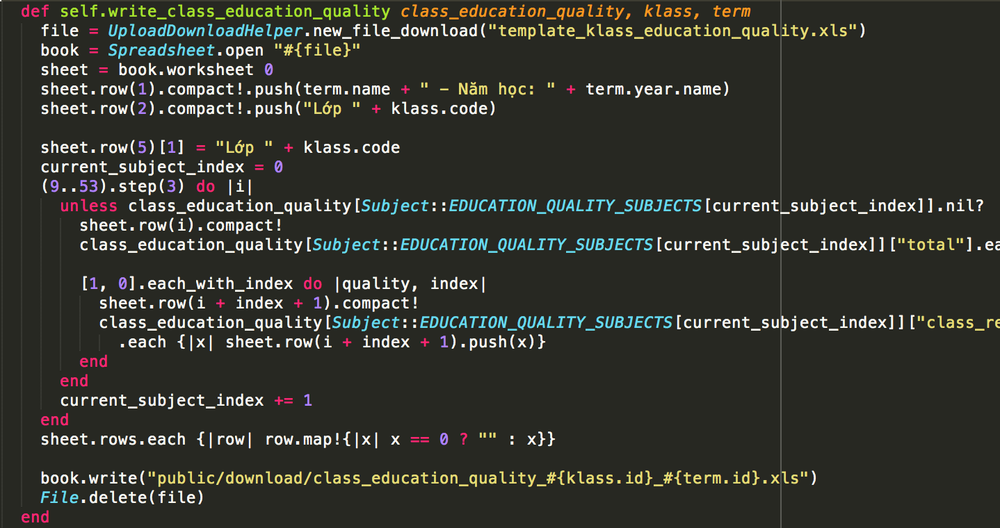 def self.write_class_education_quality class_education_quality, klass, term
file = UploadDownloadHelper.new_file_download("template_klass_education_quality.xls")
book = Spreadsheet.open "#{file}"
sheet = book.worksheet 0
sheet.row(1).compact!.push(term.name + " - Năm học: " + term.year.name)
sheet.row(2).compact!.push("Lớp " + klass.code)
sheet.row(5)[1] = "Lớp " + klass.code
current_subject_index = 0
(9..53).step(3) do |i|
unless class_education_quality[Subject::EDUCATION_QUALITY_SUBJECTS[current_subject_index]].nil?
sheet.row(i).compact!
class_education_quality[Subject::EDUCATION_QUALITY_SUBJECTS[current_subject_index]]["total"].ea
[1, 0].each_with_index do |quality, index|
sheet.row(i + index + 1).compact!
class_education_quality[Subject::EDUCATION_QUALITY_SUBJECTS[current_subject_index]]["class_re
.each {|x| sheet.row(i + index + 1).push(x)}
end
end
current_subject_index += 1
end
sheet.rows.each {|row| row.map!{|x| x == 0 ? "" : x}}
book.write("public/download/class_education_quality_#{klass.id}_#{term.id}.xls")
File.delete(file)
end